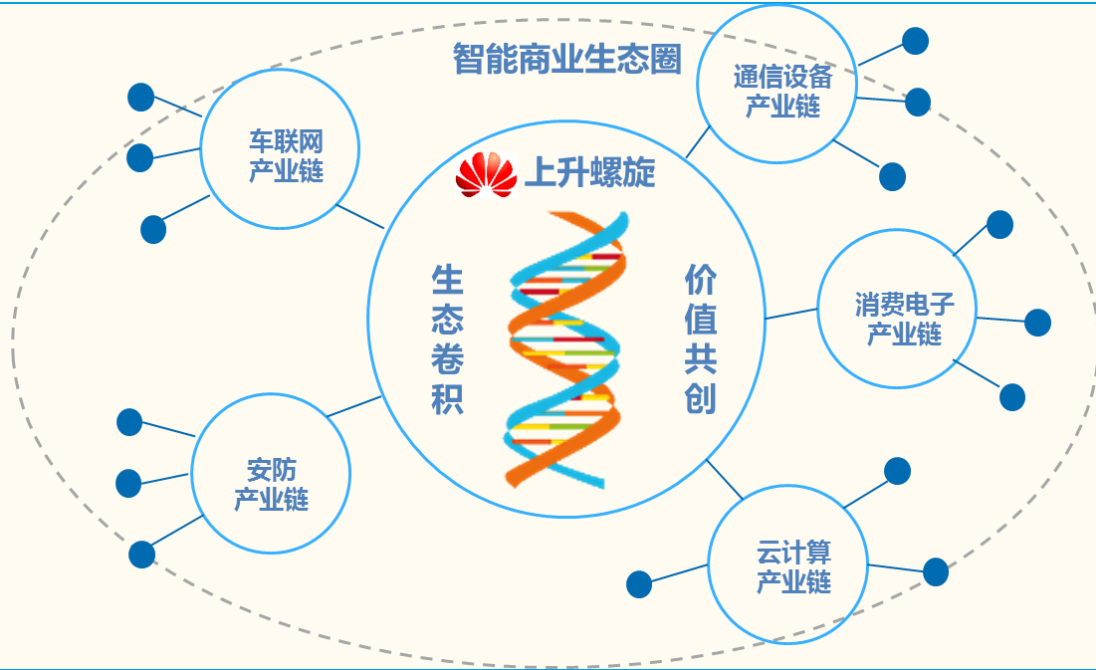 智能商业生态圈
通信设备
产业链
车联网
产业链
上升螺旋
生态卷积
价值共创
消费电子
产业链
安防
产业链
云计算
产业链